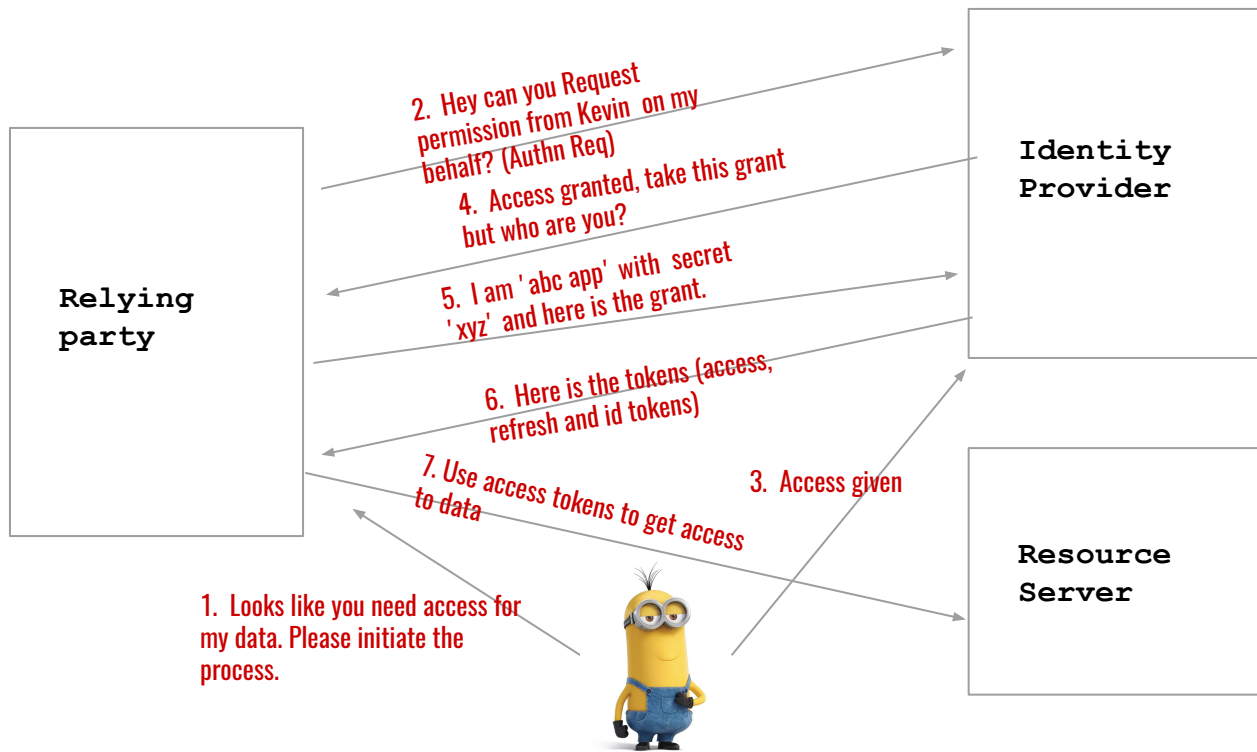 2. Hey can you Request
permission from Kevin on my
behalf? (Authn Req)
4. Access granted, take this grant
but who are you?
Identity
Provider
Relying
party
5. I am 'abc app' with secret
'xyz' and here is the grant.
6. Here is the tokens (access,
refresh and id tokens)
7. Use access tokens to get access
to data
3. Access given
Resource
Server
1. Looks like you need access for
my data. Please initiate the
process.